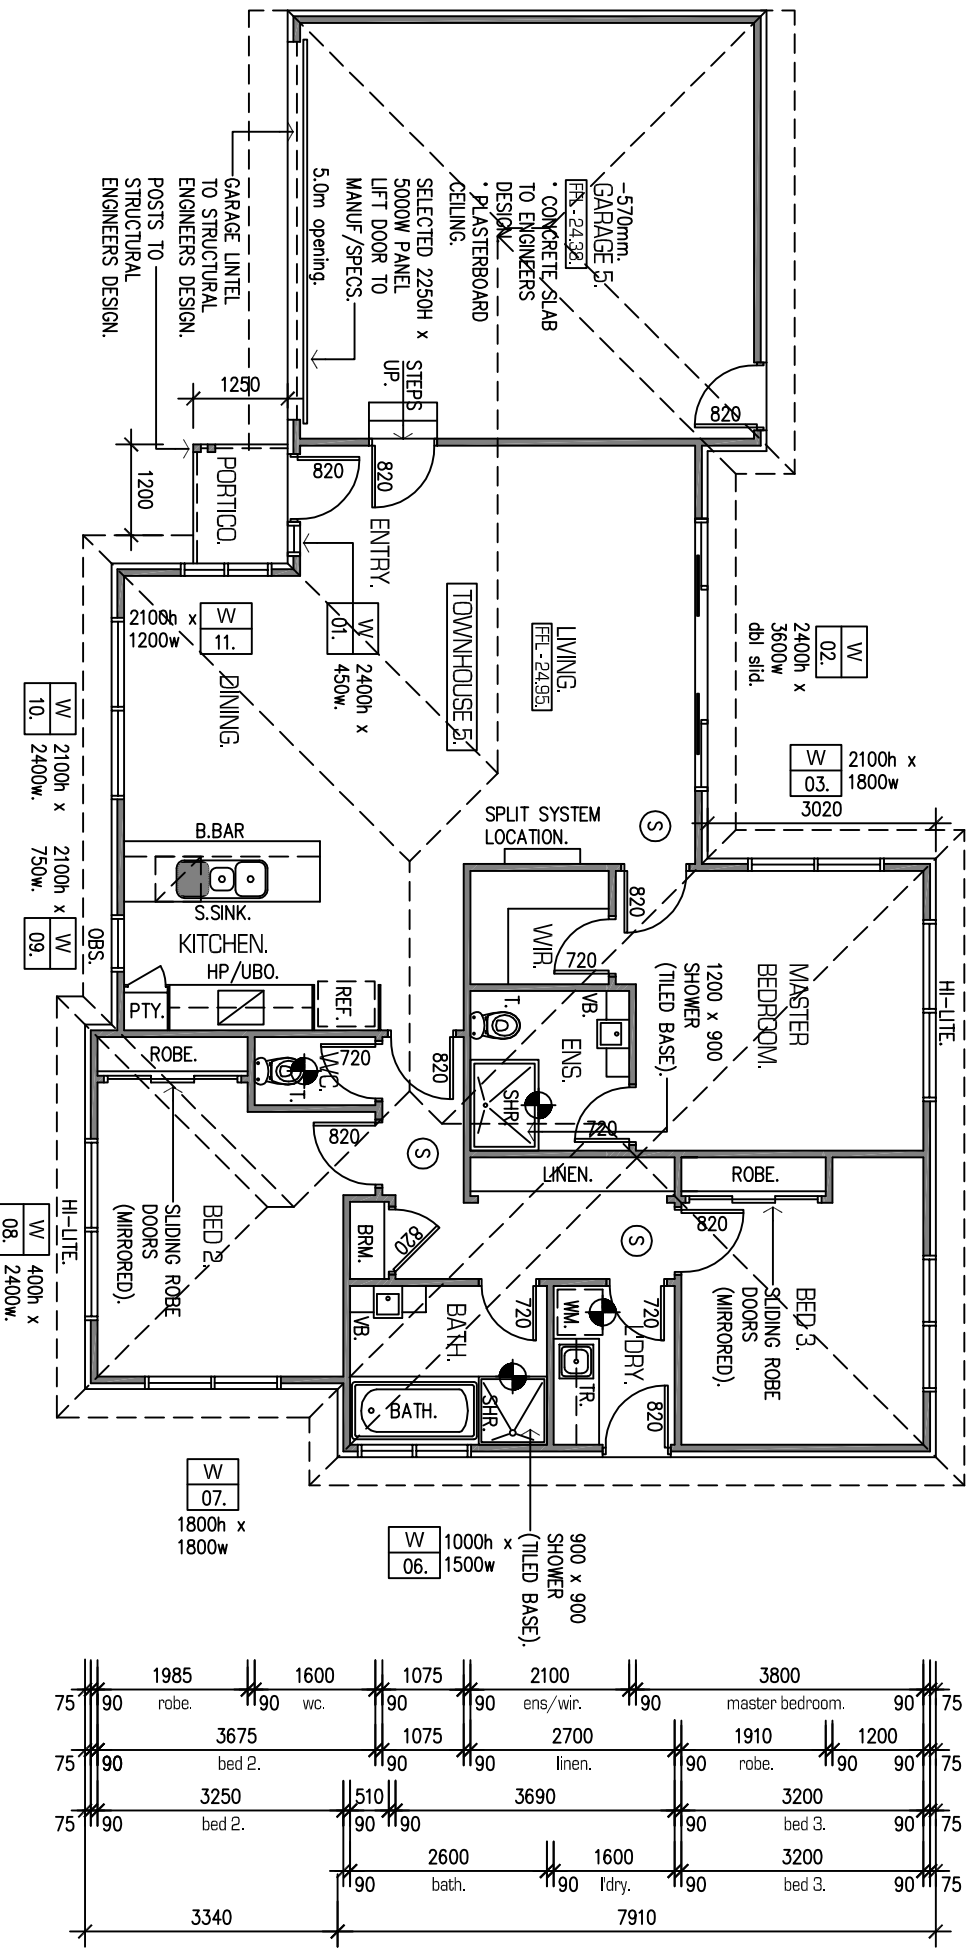 -570mm.
GARAGE 5.
FFL - 24.38.
• CONCRETE SLAB
TO ENGINEERS
DESIGN.
• PLASTERBOARD
CEILING.
SELECTED 2250H x
5000W PANEL
LIFT DOOR TO
MANUF/SPECS.
5.0m opening.
GARAGE LINTEL
TO STRUCTURAL
ENGINEERS DESIGN.
POSTS TO
STRUCTURAL
ENGINEERS DESIGN.
820
STEPS
UP.
820
1250
820
1200
PORTICO.
ENTRY.
W
01.
2400h x
450w.
TOWNHOUSE 5.
LIVING.
FFL - 24.95.
W
02.
2400h x
3600w
dbl slid.
W
03.
2100h x
1800w
3020
2100h x
1200w
W
11.
DINING.
W
10.
2100h x
2400w.
2100h x
750w.
W
09.
OBS.
SPLIT SYSTEM
LOCATION.
S
B.BAR
S.SINK.
KITCHEN.
HP/UBO.
PTY.
REF.
820
WIR.
720
MASTER
BEDROOM.
HI-LITE.
1200 x 900
SHOWER
(TILED BASE).
T.
VB.
ENS.
SHR.
720
ROBE.
WC.
T.
720
820
820
S
LINEN.
ROBE.
BED 2.
SLIDING ROBE
DOORS
(MIRRORED).
HI-LITE.
W
08.
400h x
2400w.
BRM.
820
S
820
BED 3.
SLIDING ROBE
DOORS
(MIRRORED).
VB.
BATH.
720
WM.
720
L'DRY.
TR.
820
BATH.
SHR.
W
07.
1800h x
1800w
W
06.
1000h x
1500w
900 x 900
SHOWER
(TILED BASE).
1985 1600 1075 2100 3800
75 90 robe. 90 wc. 90 90 ens/wir. 90 master bedroom. 90 75
3675 1075 2700 1910 1200
75 90 bed 2. 90 90 linen. 90 robe. 90 90 75
3250 510 3690 3200
75 90 bed 2. 90 90 90 bed 3. 90 75
2600 1600 3200
90 bath. 90 l'dry. 90 bed 3. 90 75
3340 7910